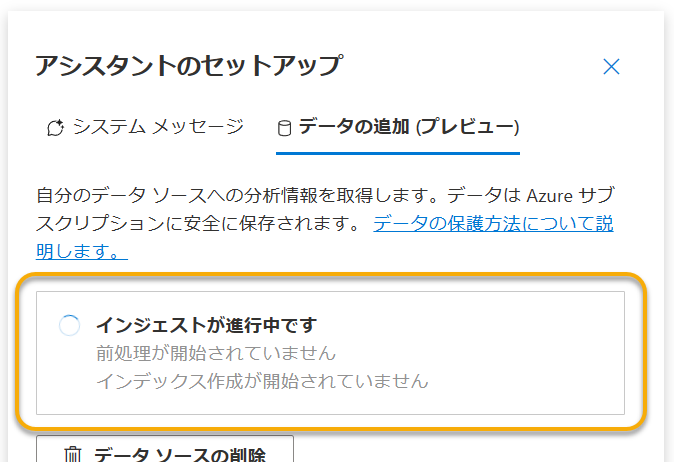 アシスタントのセットアップ
システム メッセージ
データの追加 (プレビュー)
自分のデータ ソースへの分析情報を取得します。データは Azure サブ
スクリプションに安全に保存されます。 データの保護方法について説
明します。
インジェストが進行中です
前処理が開始されていません
インデックス作成が開始されていません
データ ソースの削除